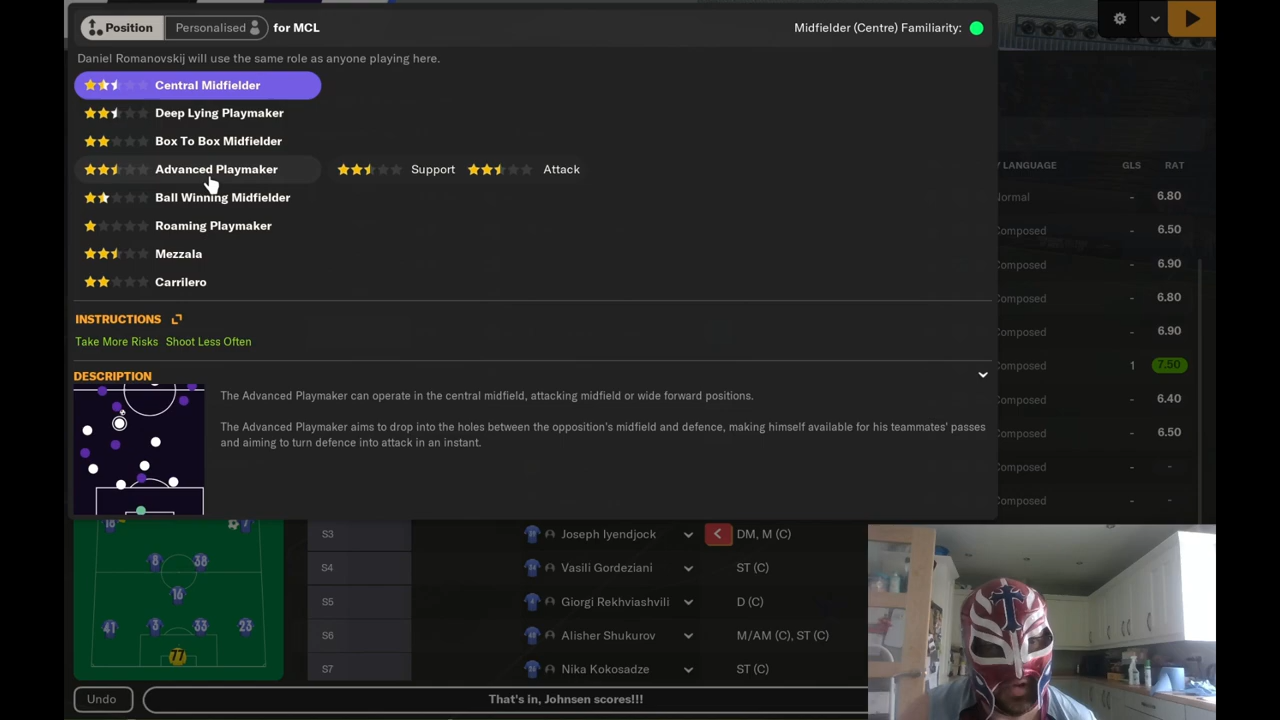 Position Personalised for MCL Midfielder (Centre) Familiarity:
Daniel Romanovskij will use the same role as anyone playing here.
Central Midfielder
Deep Lying Playmaker
Box To Box Midfielder
Advanced Playmaker Support Attack
Ball Winning Midfielder
Roaming Playmaker
Mezzala
Carrilero
INSTRUCTIONS
Take More Risks Shoot Less Often
DESCRIPTION
The Advanced Playmaker can operate in the central midfield, attacking midfield or wide forward positions.
The Advanced Playmaker aims to drop into the holes between the opposition's midfield and defence, making himself available for his teammates' passes
and aiming to turn defence into attack in an instant.
LANGUAGE GLS RAT
Normal - 6.80
Composed - 6.50
Composed - 6.90
Composed - 6.80
Composed - 6.90
Composed 1 7.50
Composed - 6.40
Composed - 6.50
Composed - -
Composed - -
S3 Joseph Iyendjock DM, M (C)
S4 Vasili Gordeziani ST (C)
S5 Giorgi Rekhviashvili D (C)
S6 Alisher Shukurov M/AM (C), ST (C)
S7 Nika Kokosadze ST (C)
7
8 38
16
41 3 33 23
77
Undo That's in, Johnsen scores!!!